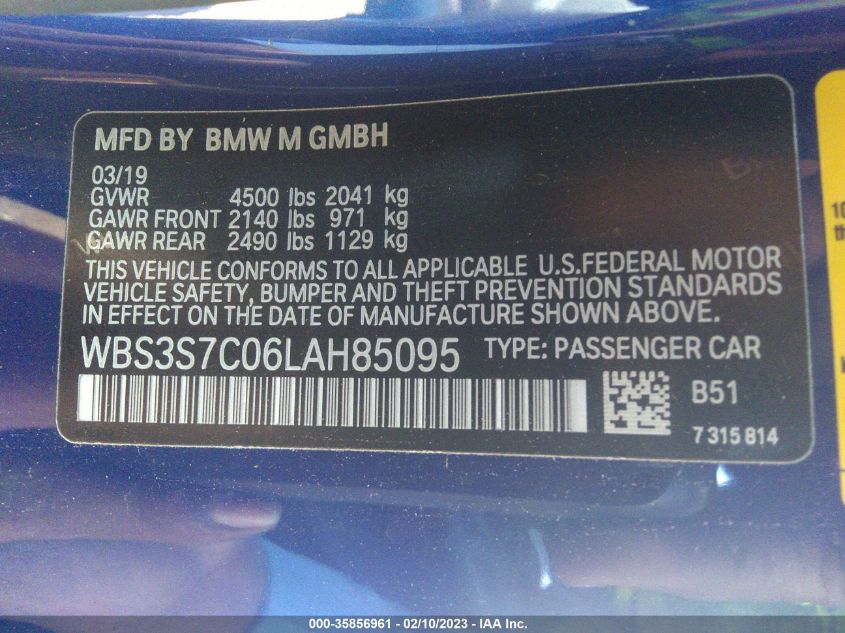 MFD BY BMW M GMBH
03/19
GVWR 4500 lbs 2041 kg
GAWR FRONT 2140 lbs 971 kg
GAWR REAR 2490 lbs 1129 kg
THIS VEHICLE CONFORMS TO ALL APPLICABLE U.S.FEDERAL MOTOR
VEHICLE SAFETY, BUMPER AND THEFT PREVENTION STANDARDS
IN EFFECT ON THE DATE OF MANUFACTURE SHOWN ABOVE.
WBS3S7C06LAH85095 TYPE: PASSENGER CAR
B51
7 315 814
000-35856961 - 02/10/2023 - IAA Inc.